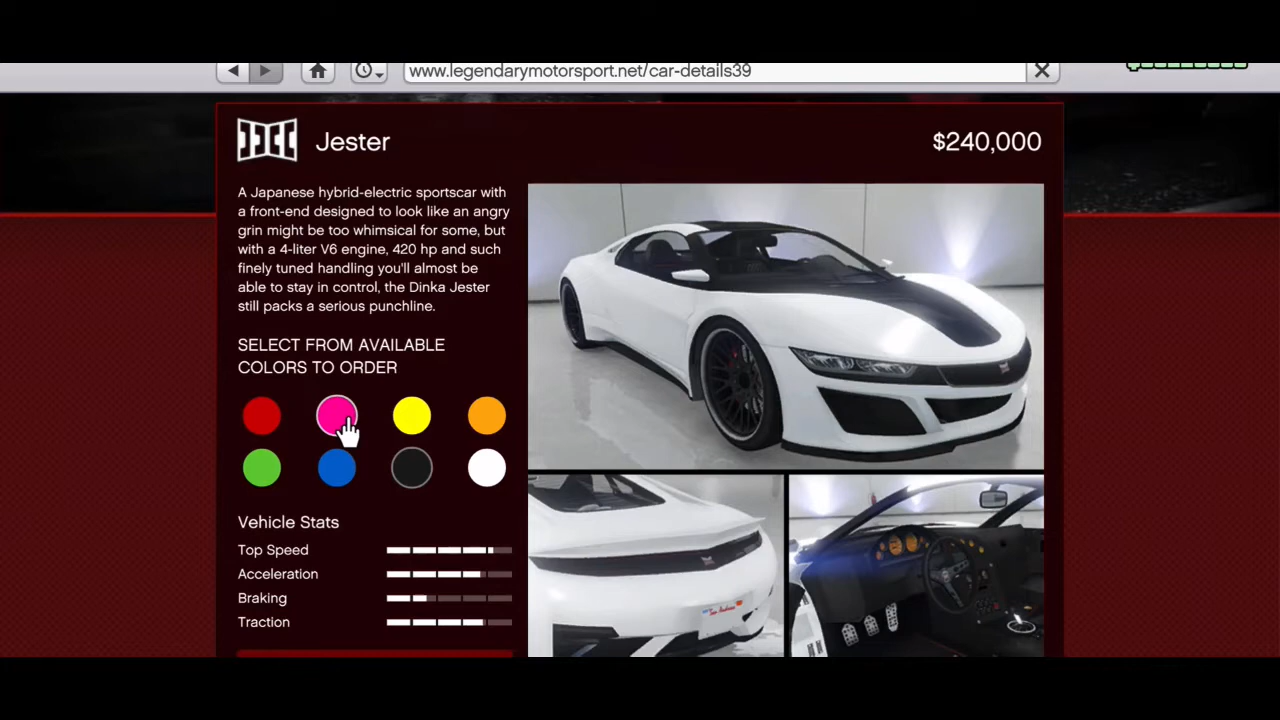 www.legendarymotorsport.net/car-details39
Jester
$240,000
A Japanese hybrid-electric sportscar with
a front-end designed to look like an angry
grin might be too whimsical for some, but
with a 4-liter V6 engine, 420 hp and such
finely tuned handling you'll almost be
able to stay in control, the Dinka Jester
still packs a serious punchline.
SELECT FROM AVAILABLE
COLORS TO ORDER
Vehicle Stats
Top Speed
Acceleration
Braking
Traction